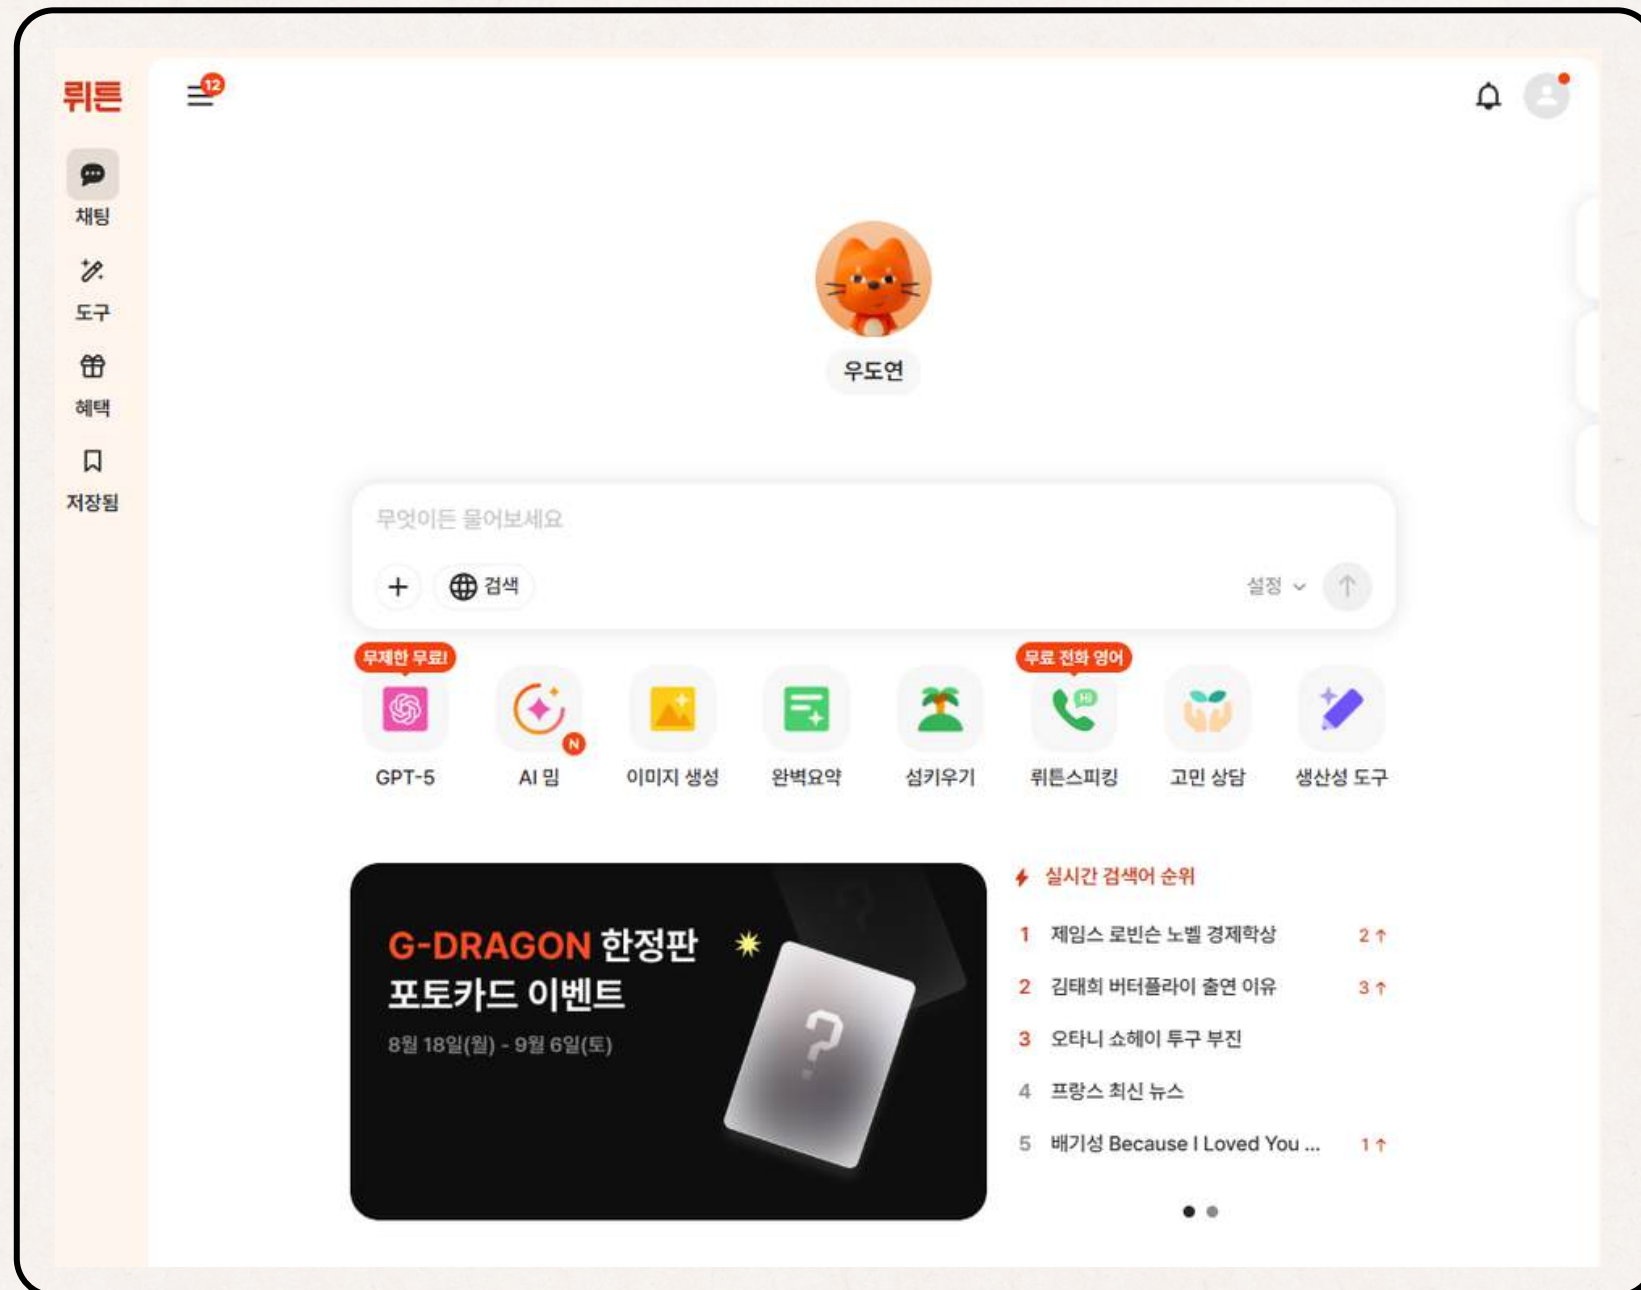 뤼튼
12
채팅
도구
혜택
저장됨
우도연
무엇이든 물어보세요
검색
설정
무제한 무료!
무료 전화 영어
HI
N
GPT-5
AI 밈
이미지 생성
완벽요약
섬키우기
뤼튼스피킹
고민 상담
생산성 도구
G-DRAGON 한정판
포토카드 이벤트
8월 18일(월) - 9월 6일(토)
?
?
실시간 검색어 순위
1 제임스 로빈슨 노벨 경제학상 2 ↑
2 김태희 버터플라이 출연 이유 3 ↑
3 오타니 쇼헤이 투구 부진
4 프랑스 최신 뉴스
5 배기성 Because I Loved You ... 1 ↑